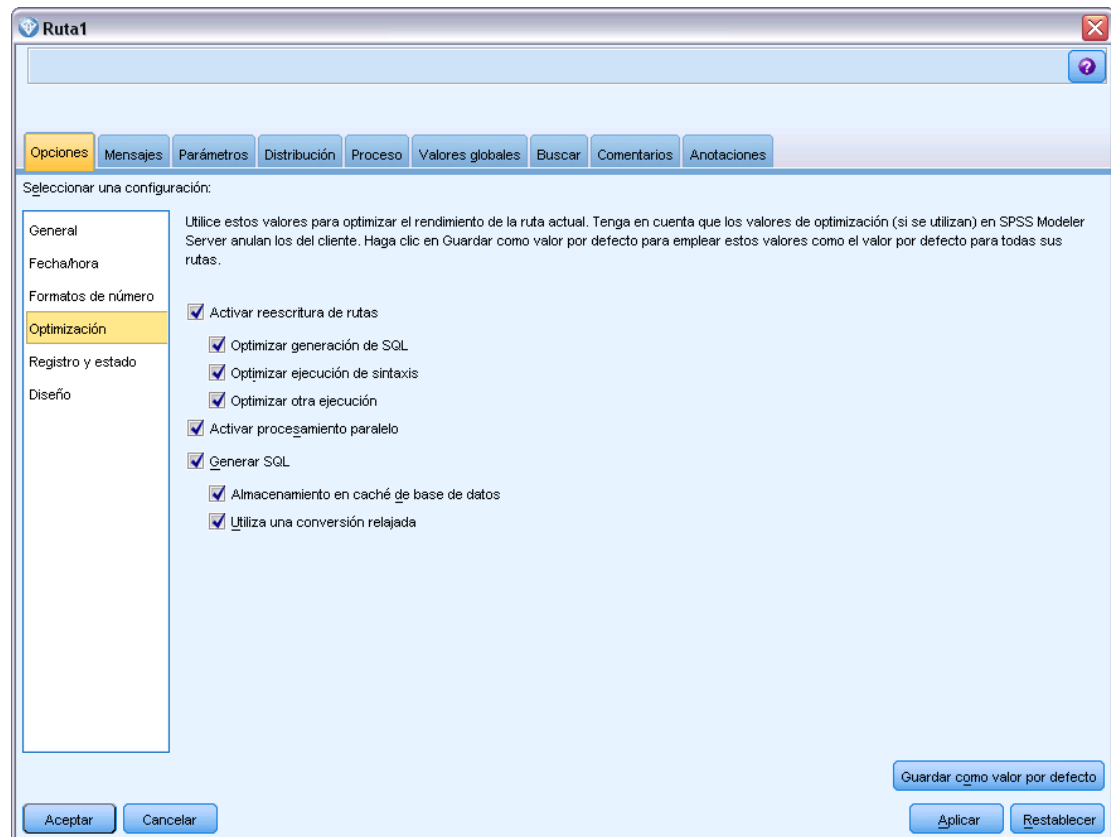 Ruta1
Opciones
Mensajes
Parámetros
Distribución
Proceso
Valores globales
Buscar
Comentarios
Anotaciones
Seleccionar una configuración:
General
Fecha/hora
Formatos de número
Optimización
Registro y estado
Diseño
Utilice estos valores para optimizar el rendimiento de la ruta actual. Tenga en cuenta que los valores de optimización (si se utilizan) en SPSS Modeler
Server anulan los del cliente. Haga clic en Guardar como valor por defecto para emplear estos valores como el valor por defecto para todas sus
rutas.
Activar reescritura de rutas
Optimizar generación de SQL
Optimizar ejecución de sintaxis
Optimizar otra ejecución
Activar procesamiento paralelo
Generar SQL
Almacenamiento en caché de base de datos
Utiliza una conversión relajada
Guardar como valor por defecto
Aceptar
Cancelar
Aplicar
Restablecer